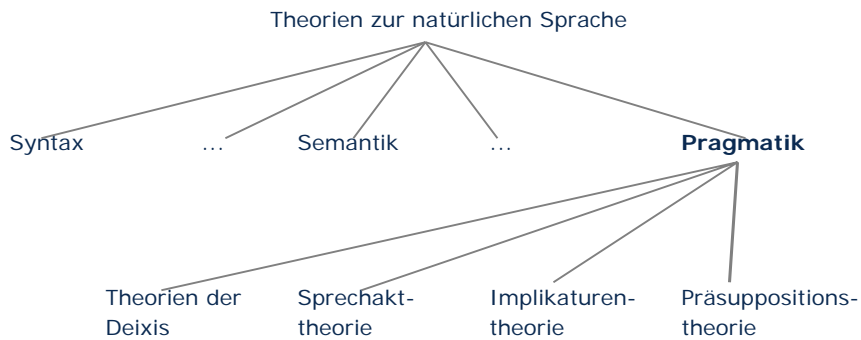 Theorien zur natürlichen Sprache
Syntax … Semantik … Pragmatik
Theorien der Sprechakt- Implikaturen- Präsuppositions-
Deixis theorie theorie theorie